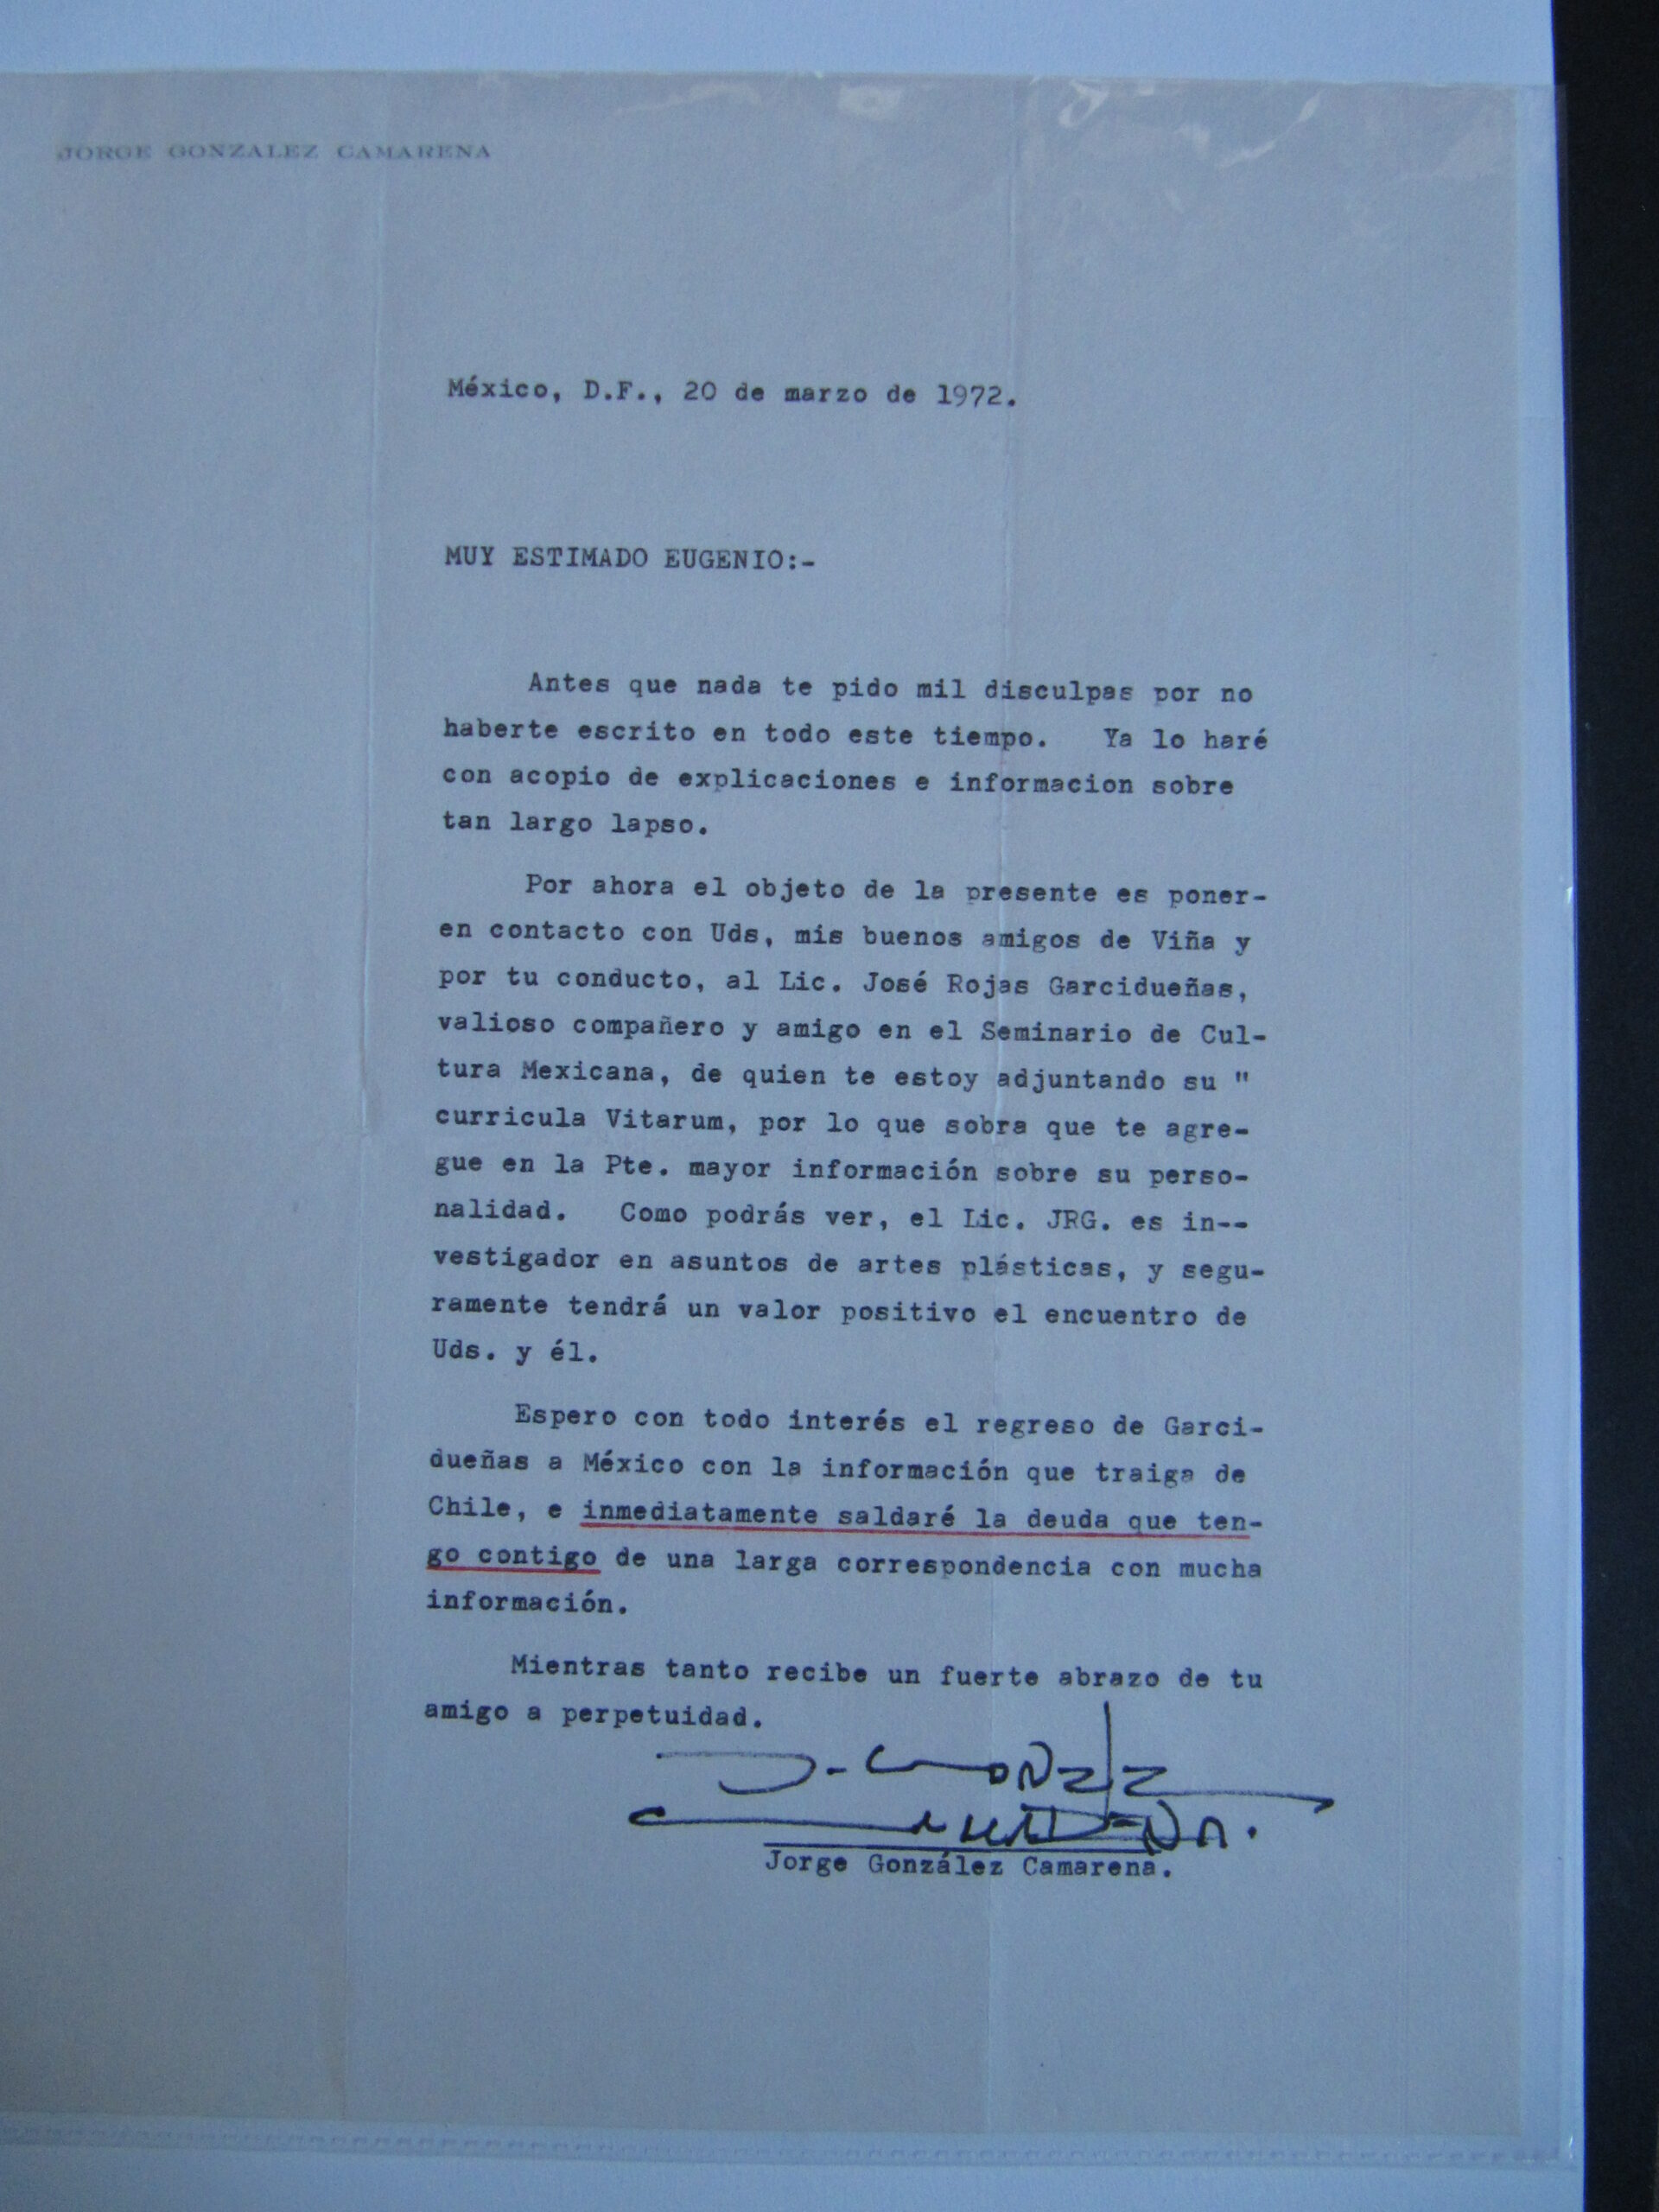 JORGE GONZALEZ CAMARENA
México, D.F., 20 de marzo de 1972.
MUY ESTIMADO EUGENIO:-
Antes que nada te pido mil disculpas por no
haberte escrito en todo este tiempo. Ya lo haré
con acopio de explicaciones e informacion sobre
tan largo lapso.
Por ahora el objeto de la presente es poner-
en contacto con Uds, mis buenos amigos de Viña y
por tu conducto, al Lic. José Rojas Garcidueñas,
valioso compañero y amigo en el Seminario de Cul-
tura Mexicana, de quien te estoy adjuntando su "
curricula Vitarum, por lo que sobra que te agre-
gue en la Pte. mayor información sobre su perso-
nalidad. Como podrás ver, el Lic. JRG. es in--
vestigador en asuntos de artes plásticas, y segu-
ramente tendrá un valor positivo el encuentro de
Uds. y él.
Espero con todo interés el regreso de Garci-
dueñas a México con la información que traiga de
Chile, e inmediatamente saldaré la deuda que ten-
go contigo de una larga correspondencia con mucha
información.
Mientras tanto recibe un fuerte abrazo de tu
amigo a perpetuidad.
J. GONZLZ
CAMARENA.
Jorge González Camarena.